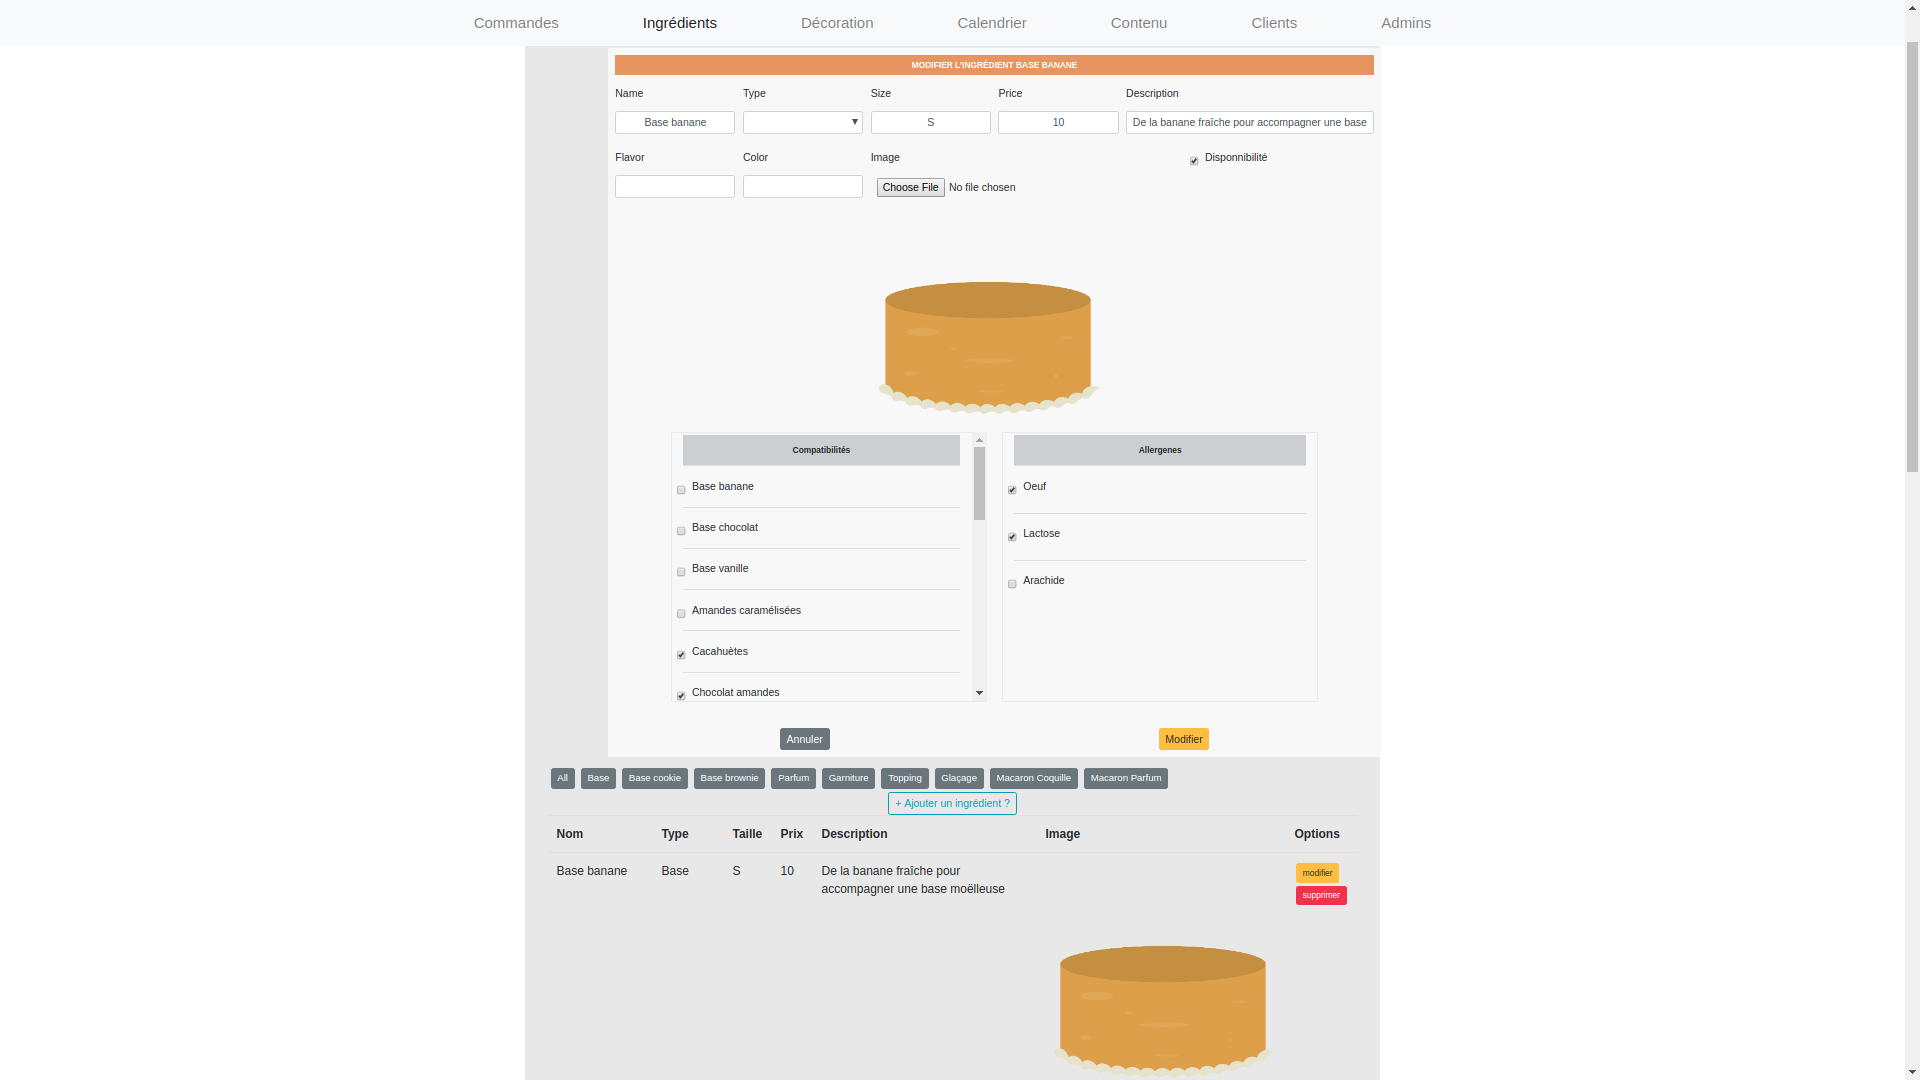 Commandes Ingrédients Décoration Calendrier Contenu Clients Admins
MODIFIER L'INGRÉDIENT BASE BANANE
Name Type Size Price Description
Base banane S 10 De la banane fraîche pour accompagner une base
Flavor Color Image Disponnibilité
Choose File No file chosen
Compatibilités
Base banane
Base chocolat
Base vanille
Amandes caramélisées
Cacahuètes
Chocolat amandes
Allergenes
Oeuf
Lactose
Arachide
Annuler Modifier
All Base Base cookie Base brownie Parfum Garniture Topping Glaçage Macaron Coquille Macaron Parfum
+ Ajouter un ingrédient ?
Nom Type Taille Prix Description Image Options
Base banane Base S 10 De la banane fraîche pour modifier
accompagner une base moëlleuse supprimer